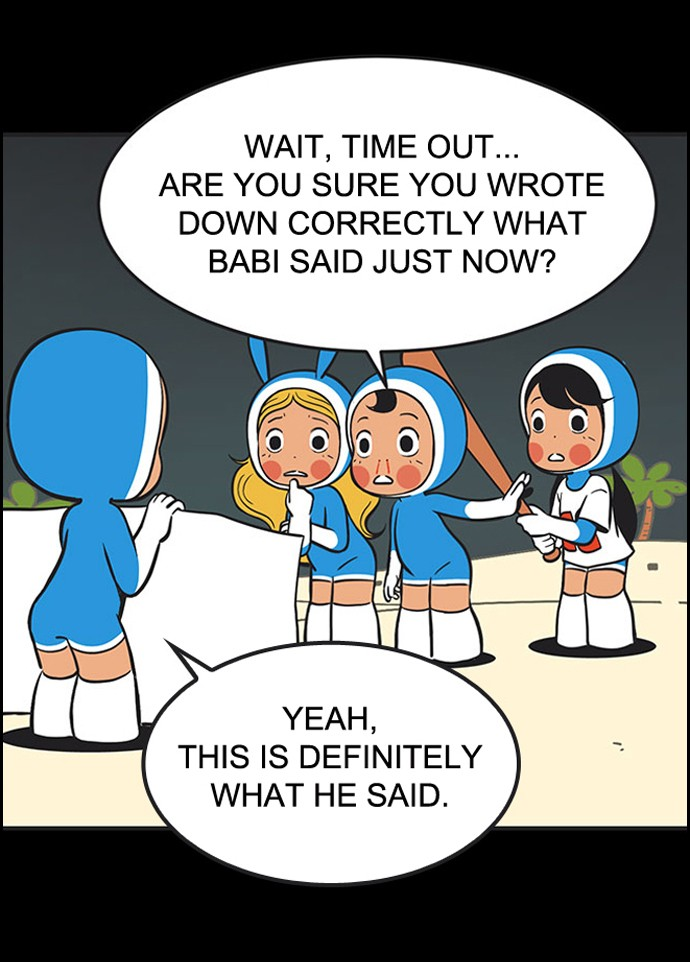 WAIT, TIME OUT...
ARE YOU SURE YOU WROTE
DOWN CORRECTLY WHAT
BABI SAID JUST NOW?
YEAH,
THIS IS DEFINITELY
WHAT HE SAID.